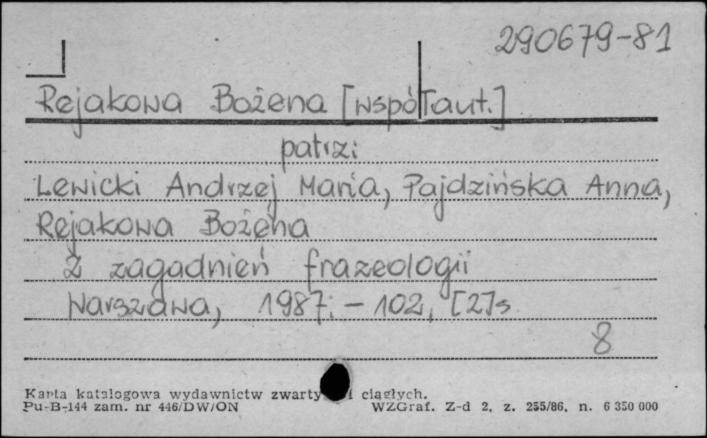 290679-81
Rejakowa Bożena [współaut.]
patrz:
Lewicki Andrzej Maria, Pajdzińska Anna,
Rejakowa Bożena
Z zagadnień frazeologii
Warszawa, 1987. - 102, [2]s.
8
Karta katalogowa wydawnictw i ciągłych.
Pu-B-144 zam. nr 446/DW/ON WZGraf. Z-d 2, z. 255/86, n. 6 350 000